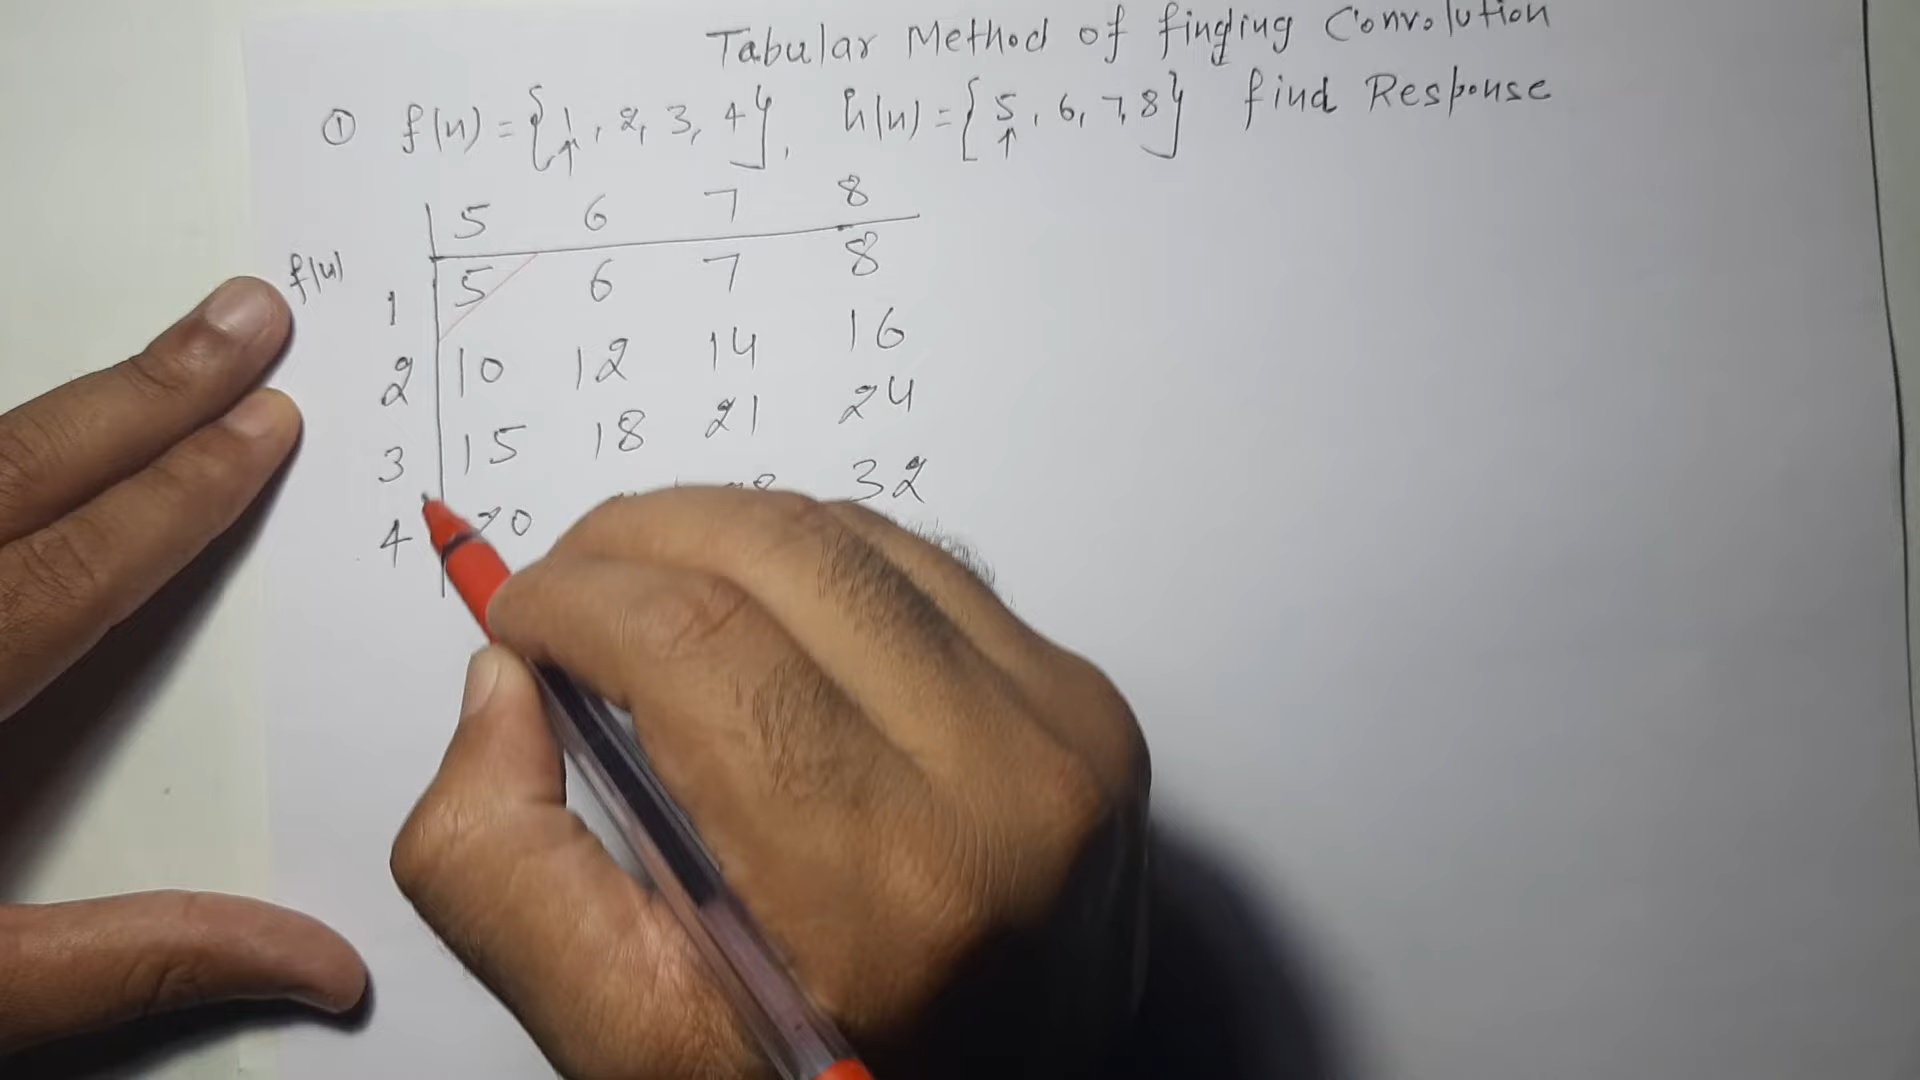 Tabular Method of finding Convolution
① f(n) = {1, 2, 3, 4}, h(n) = {5, 6, 7, 8} find Response
↑ ↑
5 6 7 8
f(n)
1 5 6 7 8
2 10 12 14 16
3 15 18 21 24
4 20 32